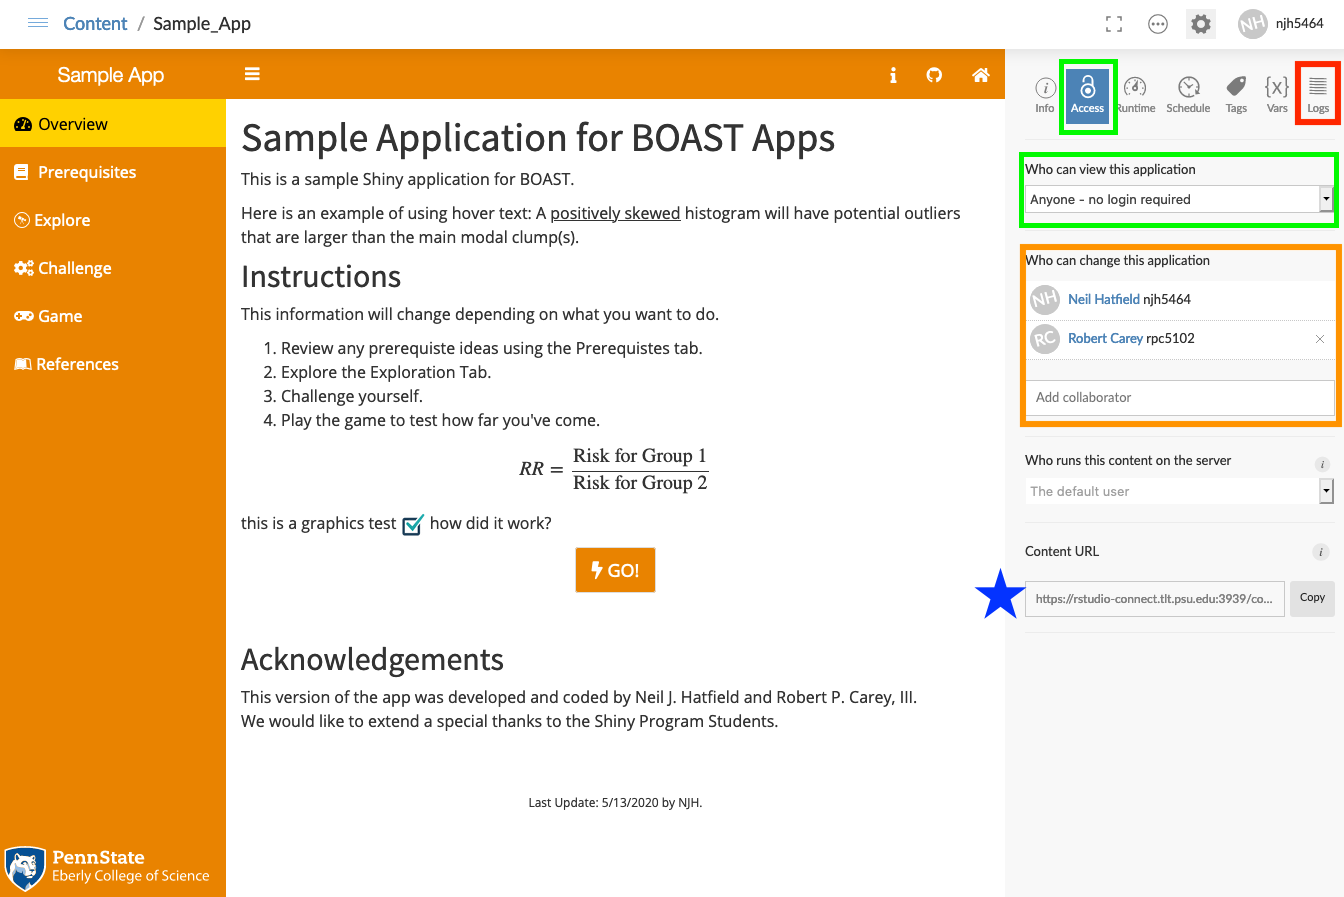 Content / Sample_App
NH njh5464
Sample App
Overview
Prerequisites
Explore
Challenge
Game
References
PennState
Eberly College of Science
Sample Application for BOAST Apps
This is a sample Shiny application for BOAST.
Here is an example of using hover text: A positively skewed histogram will have potential outliers
that are larger than the main modal clump(s).
Instructions
This information will change depending on what you want to do.
1. Review any prerequiste ideas using the Prerequistes tab.
2. Explore the Exploration Tab.
3. Challenge yourself.
4. Play the game to test how far you've come.
RR = Risk for Group 1
Risk for Group 2
this is a graphics test how did it work?
GO!
Acknowledgements
This version of the app was developed and coded by Neil J. Hatfield and Robert P. Carey, III.
We would like to extend a special thanks to the Shiny Program Students.
Last Update: 5/13/2020 by NJH.
Info Access Runtime Schedule Tags {x} Vars Logs
Who can view this application
Anyone - no login required
Who can change this application
NH Neil Hatfield njh5464
RC Robert Carey rpc5102
Add collaborator
Who runs this content on the server
The default user
Content URL
https://rstudio-connect.tlt.psu.edu:3939/co... Copy